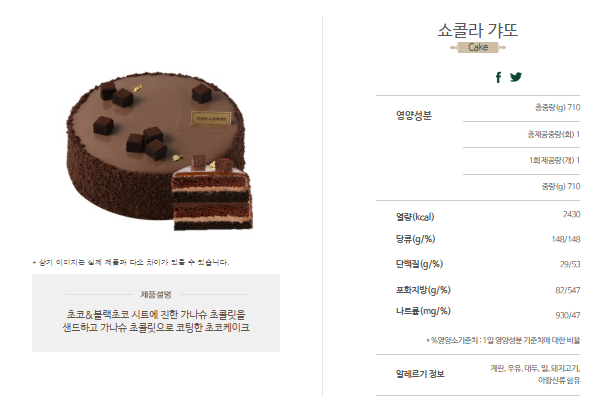 쇼콜라 갸또
Cake
영양성분
총중량(g) 710
총제공중량(회) 1
1회 제공량(개) 1
중량(g) 710
열량(kcal) 2430
당류(g/%) 148/148
단백질(g/%) 29/53
포화지방(g/%) 82/547
나트륨(mg/%) 930/47
* %영양소기준치 : 1일 영양성분 기준치에 대한 비율
알레르기 정보
계란, 우유, 대두, 밀, 돼지고기,
아황산류 함유
* 상기 이미지는 실제 제품과 다소 차이가 있을 수 있습니다.
제품설명
초코&블랙초코 시트에 진한 가나슈 초콜릿을
샌드하고 가나슈 초콜릿으로 코팅한 초코케이크